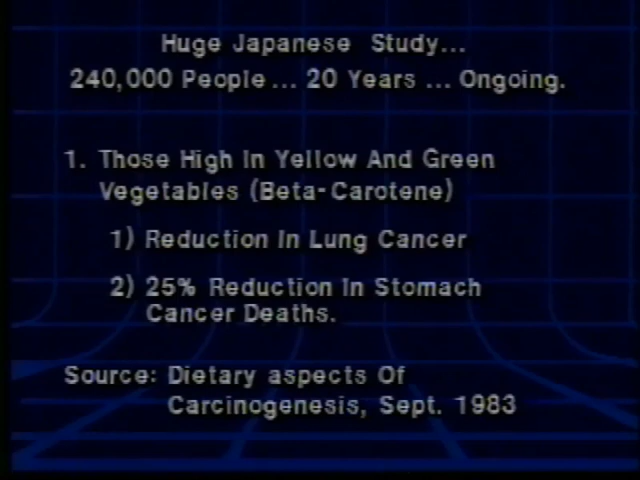 Huge Japanese Study...
240,000 People... 20 Years ... Ongoing.
1. Those High In Yellow And Green
Vegetables (Beta-Carotene)
1) Reduction In Lung Cancer
2) 25% Reduction In Stomach
Cancer Deaths.
Source: Dietary aspects Of
Carcinogenesis, Sept. 1983